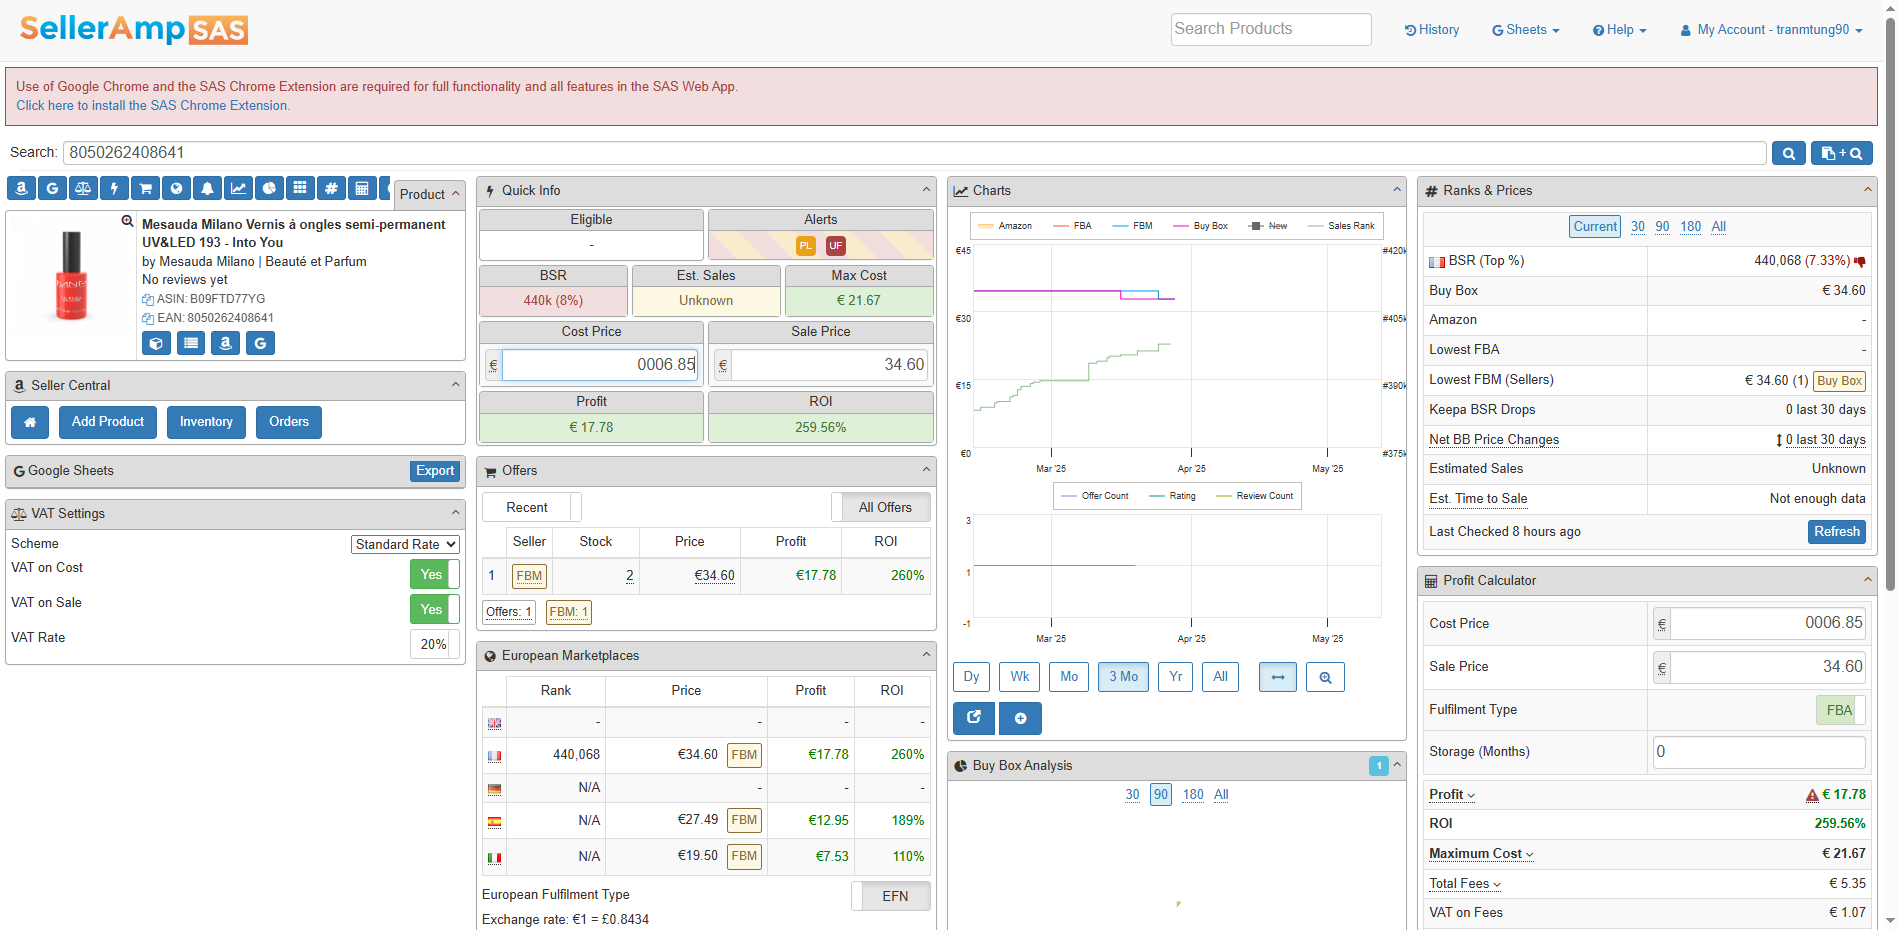 SellerAmp SAS
Search Products
History
Sheets
Help
My Account - tranmtung90
Use of Google Chrome and the SAS Chrome Extension are required for full functionality and all features in the SAS Web App.
Click here to install the SAS Chrome Extension.
Search: 8050262408641
Product
Mesauda Milano Vernis à ongles semi-permanent
UV&LED 193 - Into You
by Mesauda Milano | Beauté et Parfum
No reviews yet
ASIN: B09FTD77YG
EAN: 8050262408641
Seller Central
Add Product Inventory Orders
Google Sheets Export
VAT Settings
Scheme Standard Rate
VAT on Cost Yes
VAT on Sale Yes
VAT Rate 20%
Quick Info
Eligible Alerts
- PL UF
BSR Est. Sales Max Cost
440k (8%) Unknown € 21.67
Cost Price Sale Price
€ 0006.85 € 34.60
Profit ROI
€ 17.78 259.56%
Offers
Recent All Offers
Seller Stock Price Profit ROI
1 FBM 2 €34.60 €17.78 260%
Offers: 1 FBM: 1
European Marketplaces
Rank Price Profit ROI
- - - -
440,068 €34.60 FBM €17.78 260%
N/A - - -
N/A €27.49 FBM €12.95 189%
N/A €19.50 FBM €7.53 110%
European Fulfilment Type EFN
Exchange rate: €1 = £0.8434
Charts
Amazon FBA FBM Buy Box New Sales Rank
€45 #420k
€30 #405k
€15 #390k
€0 #375k
Mar '25 Apr '25 May '25
Offer Count Rating Review Count
3
1
-1
Mar '25 Apr '25 May '25
Dy Wk Mo 3 Mo Yr All
Buy Box Analysis 1
30 90 180 All
Ranks & Prices
Current 30 90 180 All
BSR (Top %) 440,068 (7.33%)
Buy Box € 34.60
Amazon -
Lowest FBA -
Lowest FBM (Sellers) € 34.60 (1) Buy Box
Keepa BSR Drops 0 last 30 days
Net BB Price Changes 0 last 30 days
Estimated Sales Unknown
Est. Time to Sale Not enough data
Last Checked 8 hours ago Refresh
Profit Calculator
Cost Price € 0006.85
Sale Price € 34.60
Fulfilment Type FBA
Storage (Months) 0
Profit € 17.78
ROI 259.56%
Maximum Cost € 21.67
Total Fees € 5.35
VAT on Fees € 1.07